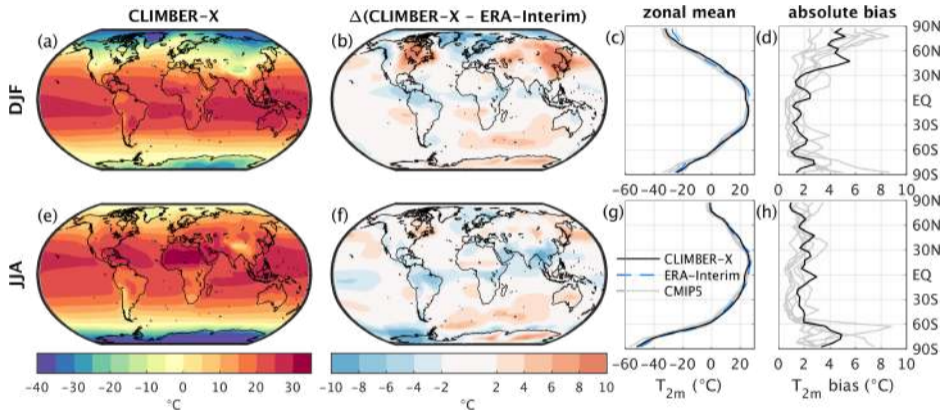 CLIMBER-X
Δ(CLIMBER-X - ERA-Interim)
zonal mean
absolute bias
DJF
(a)
(b)
(c)
(d)
90N
60N
30N
EQ
30S
60S
90S
-60 -40 -20 0 20
0 2 4 6 8 10
JJA
(e)
(f)
(g)
(h)
CLIMBER-X
ERA-Interim
CMIP5
90N
60N
30N
EQ
30S
60S
90S
-40 -30 -20 -10 0 10 20 30
°C
-10 -8 -6 -4 -2 2 4 6 8 10
°C
-60 -40 -20 0 20
T2m (°C)
0 2 4 6 8 10
T2m bias (°C)